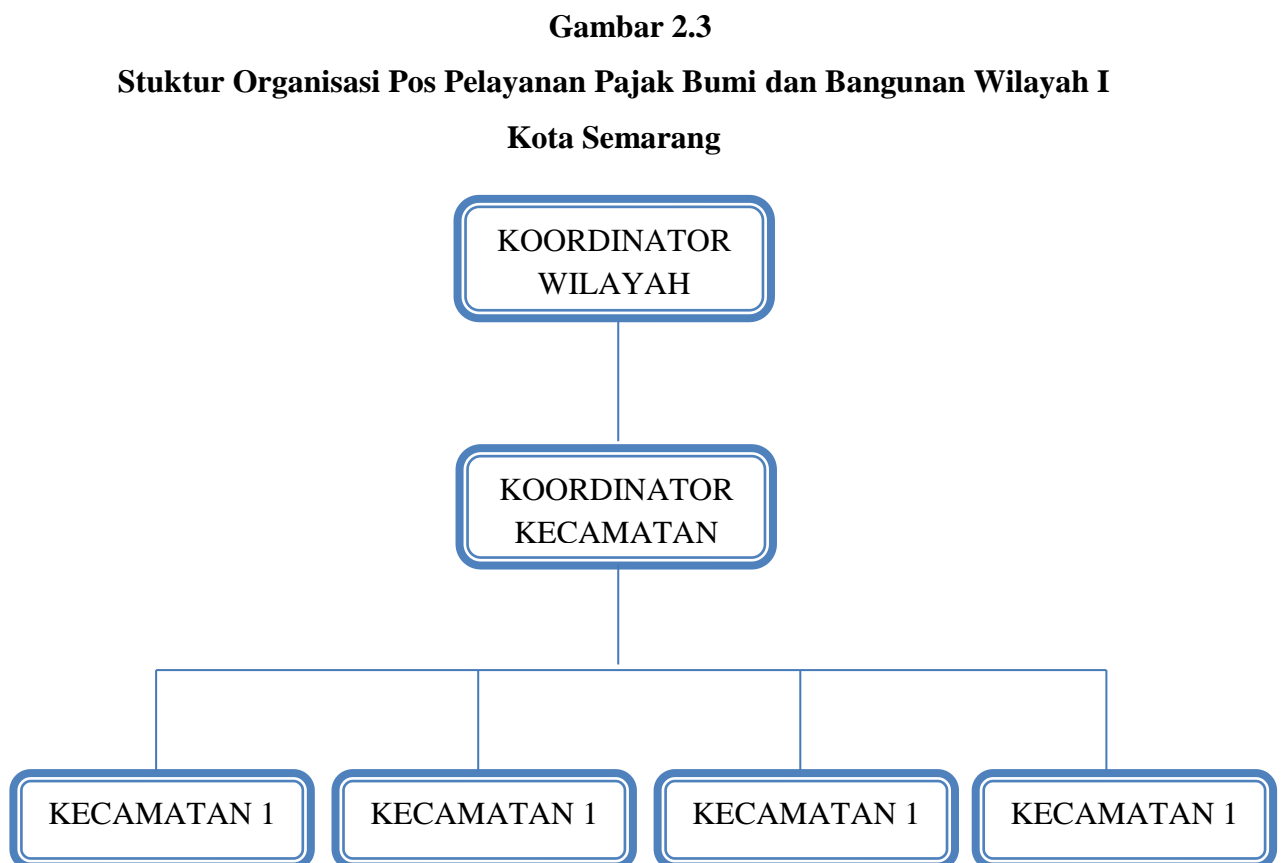 Gambar 2.3
Stuktur Organisasi Pos Pelayanan Pajak Bumi dan Bangunan Wilayah I
Kota Semarang
KOORDINATOR
WILAYAH
KOORDINATOR
KECAMATAN
KECAMATAN 1
KECAMATAN 1
KECAMATAN 1
KECAMATAN 1